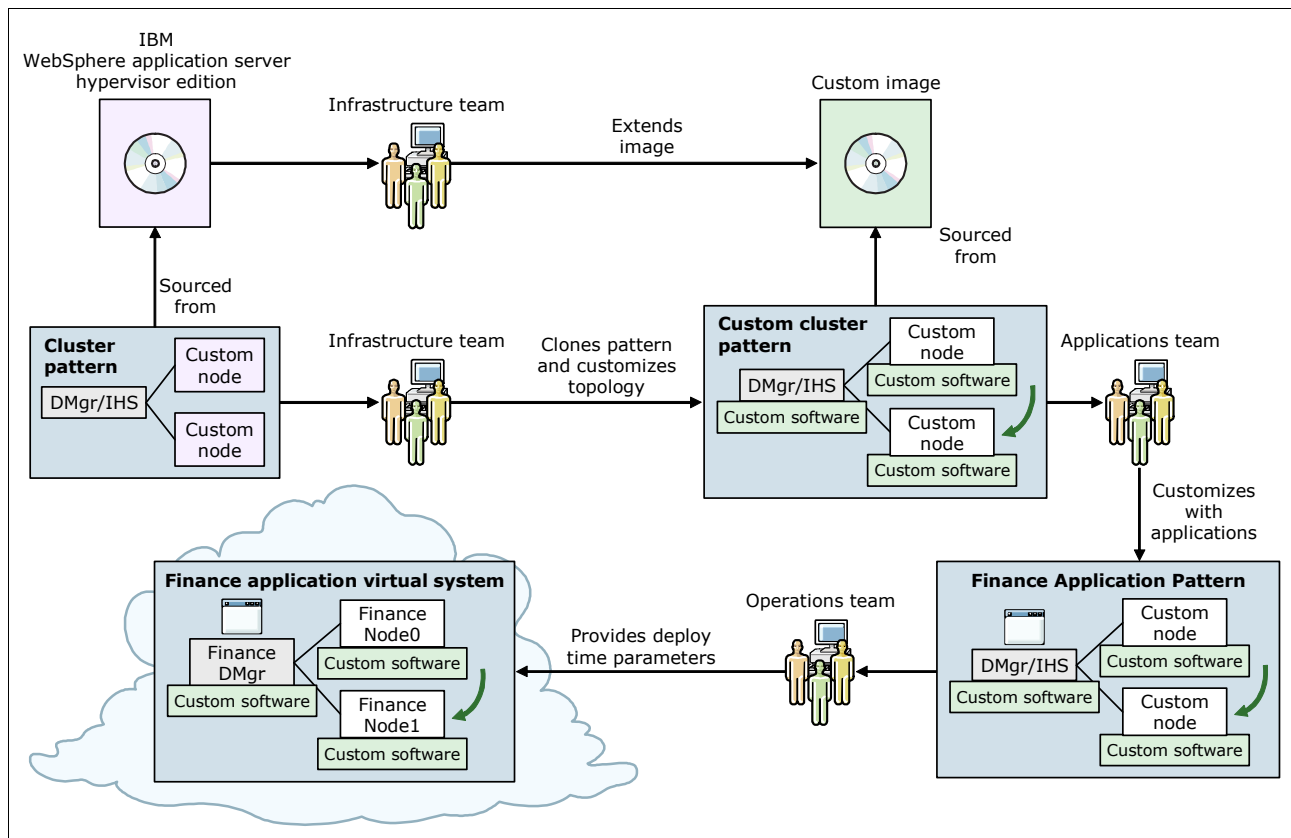 IBM
WebSphere application server
hypervisor edition
Infrastructure team
Extends
image
Custom image
Sourced
from
Sourced
from
Cluster
pattern
Custom
node
DMgr/IHS
Custom
node
Infrastructure team
Clones pattern
and customizes
topology
Custom cluster
pattern
Custom
node
Custom software
DMgr/IHS
Custom software
Custom
node
Custom software
Applications team
Customizes
with
applications
Finance Application Pattern
Custom
node
Custom software
DMgr/IHS
Custom software
Custom
node
Custom software
Operations team
Provides deploy
time parameters
Finance application virtual system
Finance
Node0
Custom software
Finance
DMgr
Custom software
Finance
Node1
Custom software